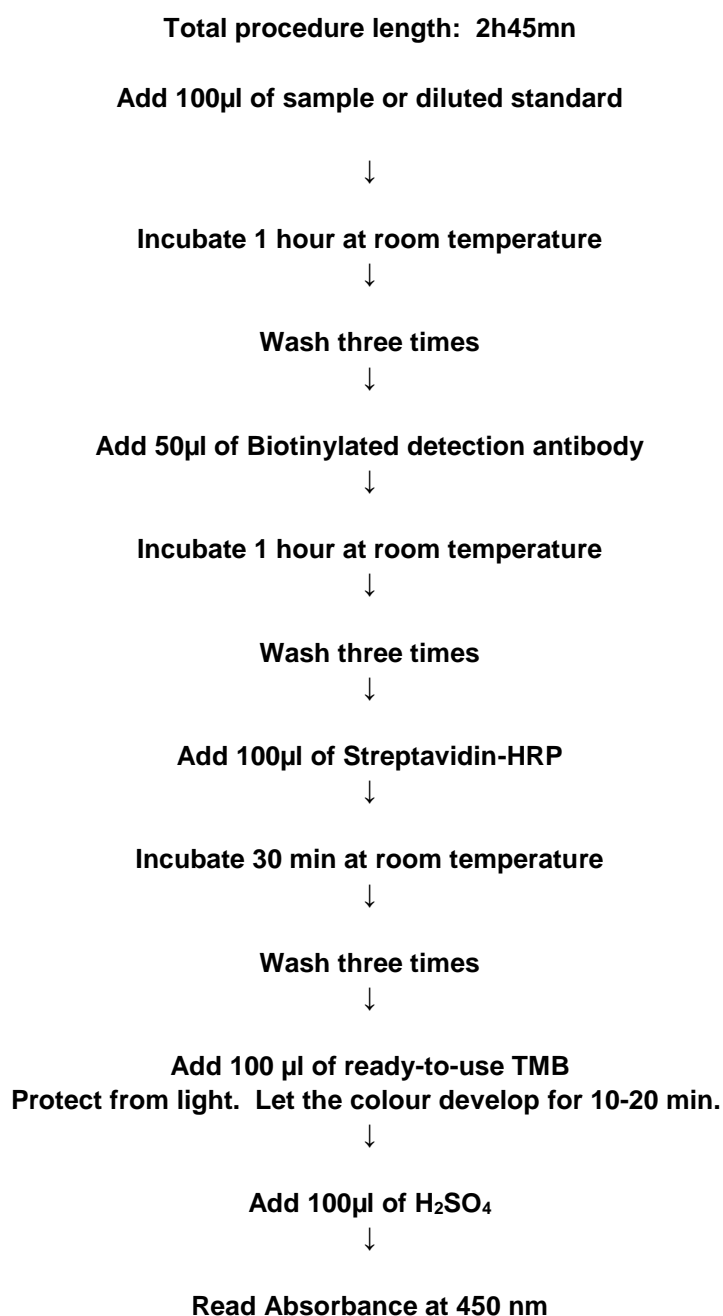 Total procedure length: 2h45mn
Add 100µl of sample or diluted standard
↓
Incubate 1 hour at room temperature
↓
Wash three times
↓
Add 50µl of Biotinylated detection antibody
↓
Incubate 1 hour at room temperature
↓
Wash three times
↓
Add 100µl of Streptavidin-HRP
↓
Incubate 30 min at room temperature
↓
Wash three times
↓
Add 100 µl of ready-to-use TMB
Protect from light. Let the colour develop for 10-20 min.
↓
Add 100µl of H₂SO₄
↓
Read Absorbance at 450 nm